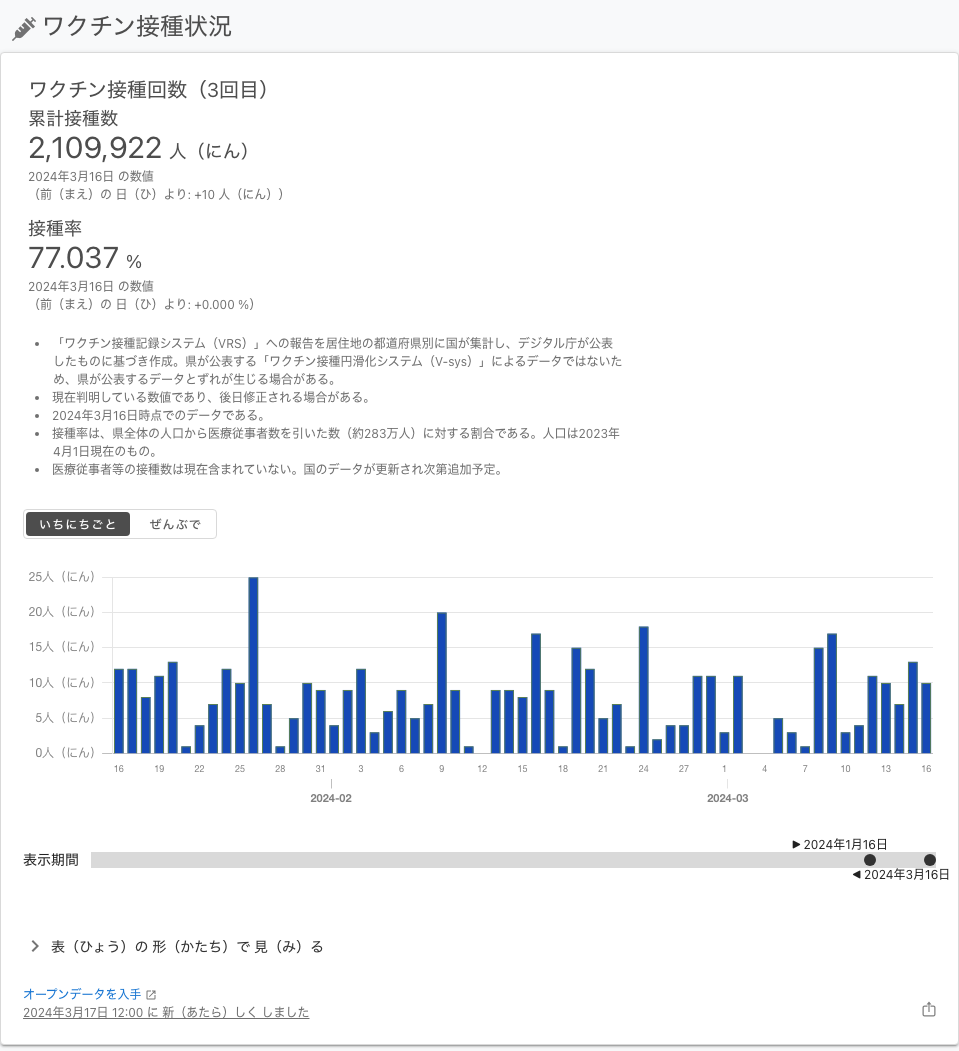 ワクチン接種状況
ワクチン接種回数（3回目）
累計接種数
2,109,922 人（にん）
2024年3月16日 の数値
（前（まえ）の 日（ひ）より: +10 人（にん））
接種率
77.037 %
2024年3月16日 の数値
（前（まえ）の 日（ひ）より: +0.000 %）
• 「ワクチン接種記録システム（VRS）」への報告を居住地の都道府県別に国が集計し、デジタル庁が公表
したものに基づき作成。県が公表する「ワクチン接種円滑化システム（V-sys）」によるデータではないた
め、県が公表するデータとずれが生じる場合がある。
• 現在判明している数値であり、後日修正される場合がある。
• 2024年3月16日時点でのデータである。
• 接種率は、県全体の人口から医療従事者数を引いた数（約283万人）に対する割合である。人口は2023年
4月1日現在のもの。
• 医療従事者等の接種数は現在含まれていない。国のデータが更新され次第追加予定。
いちにちごと ぜんぶで
25人（にん）
20人（にん）
15人（にん）
10人（にん）
5人（にん）
0人（にん）
16 19 22 25 28 31 3 6 9 12 15 18 21 24 27 1 4 7 10 13 16
2024-02 2024-03
▶ 2024年1月16日
表示期間
◀ 2024年3月16日
表（ひょう）の 形（かたち）で 見（み）る
オープンデータを入手
2024年3月17日 12:00 に 新（あたら）しく しました